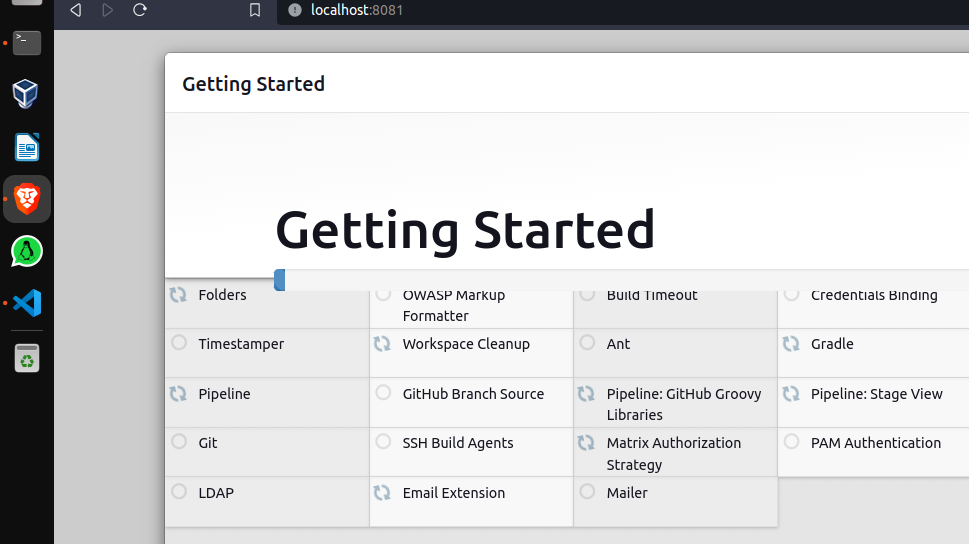 localhost:8081
Getting Started
Getting Started
Folders
OWASP Markup
Formatter
Build Timeout
Credentials Binding
Timestamper
Workspace Cleanup
Ant
Gradle
Pipeline
GitHub Branch Source
Pipeline: GitHub Groovy
Libraries
Pipeline: Stage View
Git
SSH Build Agents
Matrix Authorization
Strategy
PAM Authentication
LDAP
Email Extension
Mailer